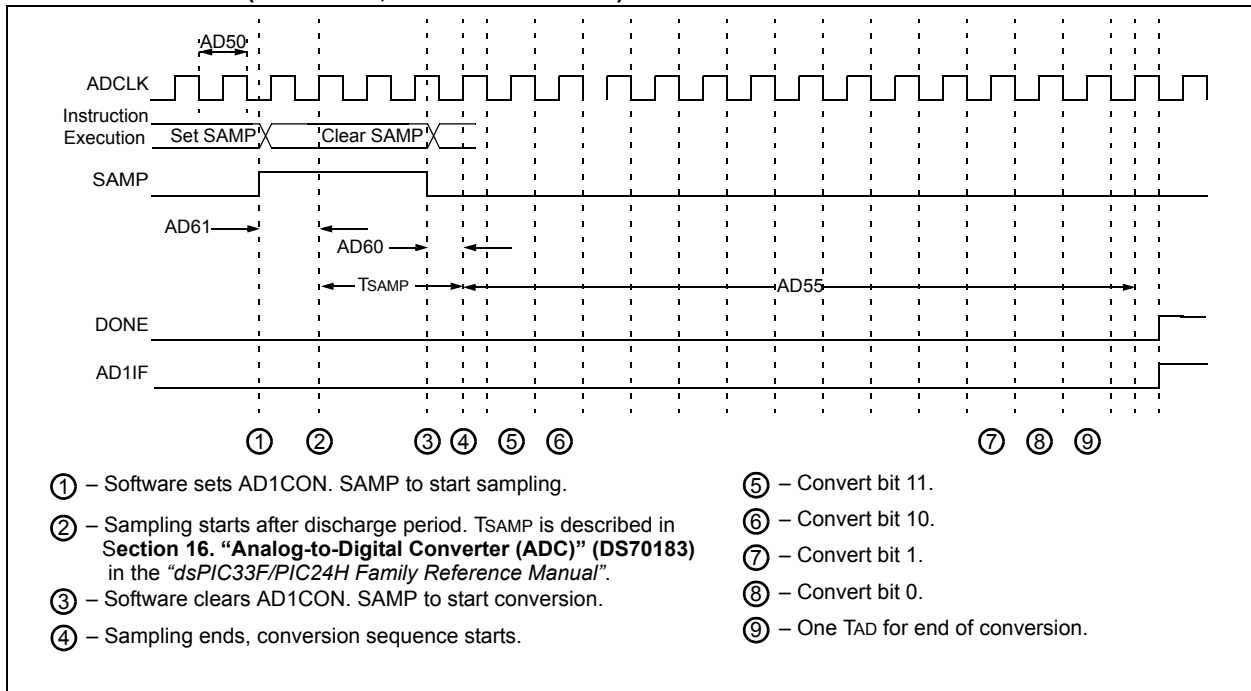 AD50
ADCLK
Instruction
Execution
Set SAMP
Clear SAMP
SAMP
AD61
AD60
TSAMP
AD55
DONE
AD1IF
1 2 3 4 5 6 7 8 9
1 – Software sets AD1CON. SAMP to start sampling.
2 – Sampling starts after discharge period. TSAMP is described in
Section 16. “Analog-to-Digital Converter (ADC)” (DS70183)
in the “dsPIC33F/PIC24H Family Reference Manual”.
3 – Software clears AD1CON. SAMP to start conversion.
4 – Sampling ends, conversion sequence starts.
5 – Convert bit 11.
6 – Convert bit 10.
7 – Convert bit 1.
8 – Convert bit 0.
9 – One TAD for end of conversion.